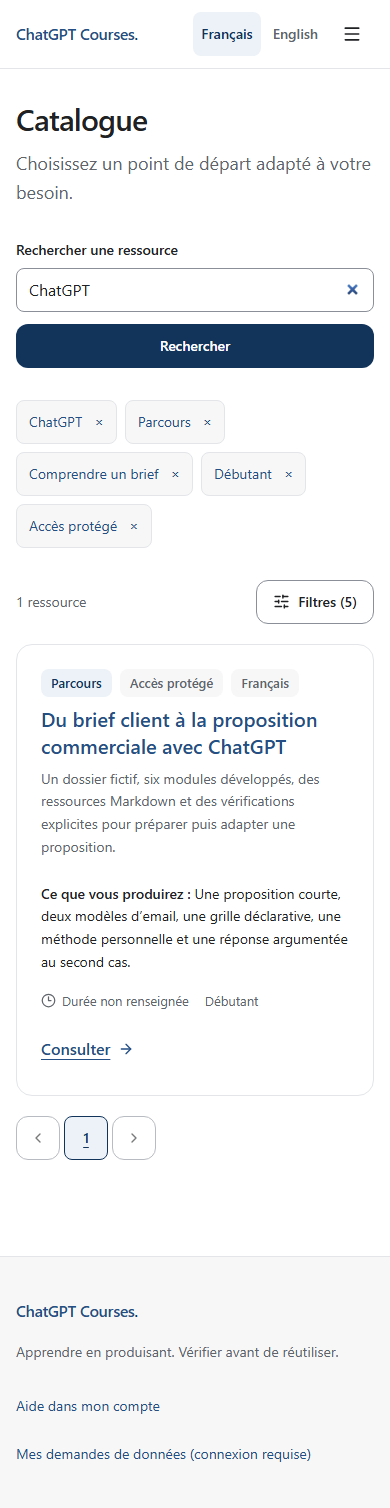 ChatGPT Courses.
Français English
Catalogue
Choisissez un point de départ adapté à votre
besoin.
Rechercher une ressource
ChatGPT ×
Rechercher
ChatGPT × Parcours ×
Comprendre un brief × Débutant ×
Accès protégé ×
1 ressource Filtres (5)
Parcours Accès protégé Français
Du brief client à la proposition
commerciale avec ChatGPT
Un dossier fictif, six modules développés, des
ressources Markdown et des vérifications
explicites pour préparer puis adapter une
proposition.
Ce que vous produirez : Une proposition courte,
deux modèles d’email, une grille déclarative, une
méthode personnelle et une réponse argumentée
au second cas.
Durée non renseignée Débutant
Consulter →
‹ 1 ›
ChatGPT Courses.
Apprendre en produisant. Vérifier avant de réutiliser.
Aide dans mon compte
Mes demandes de données (connexion requise)